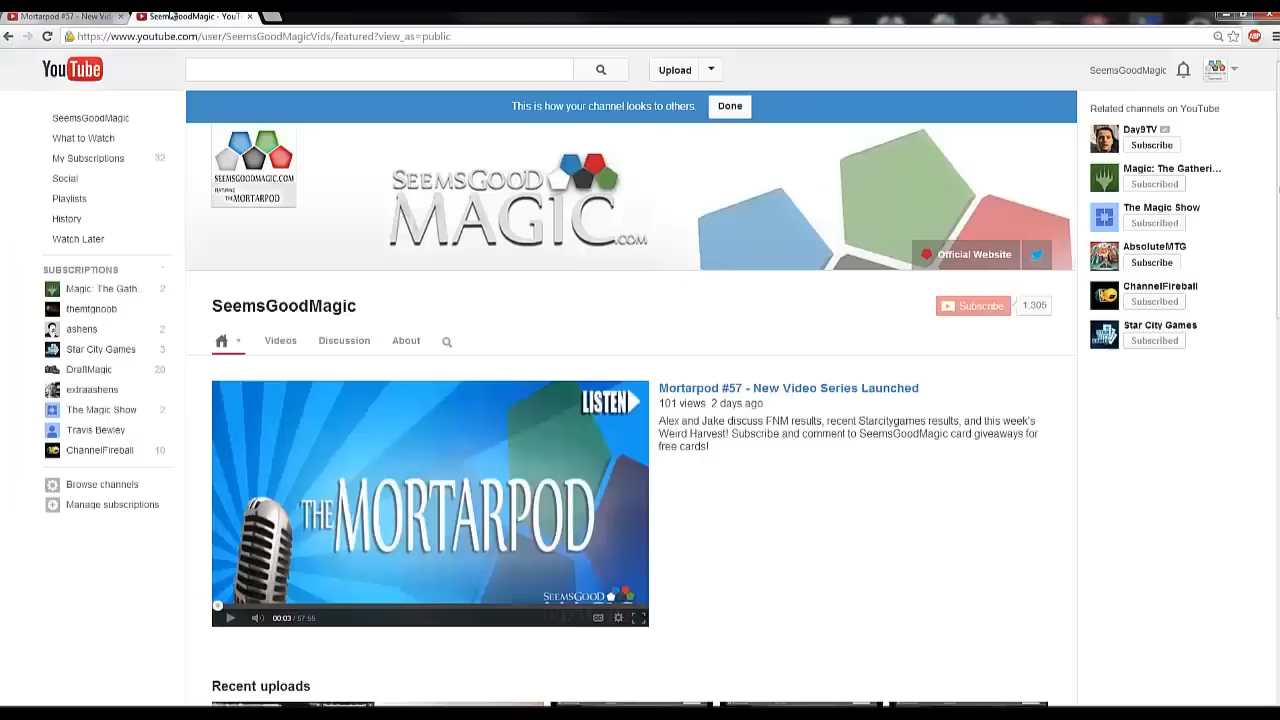 Mortarpod #57 - New Vid
SeemsGoodMagic - YouT
https://www.youtube.com/user/SeemsGoodMagicVids/featured?view_as=public
ABP
YouTube
Upload
SeemsGoodMagic
This is how your channel looks to others.
Done
SeemsGoodMagic
What to Watch
My Subscriptions 32
Social
Playlists
History
Watch Later
SUBSCRIPTIONS
Magic: The Gath... 2
themtgnoob
ashens 2
Star City Games 3
DraftMagic 20
extraashens
The Magic Show 2
Travis Bewley
ChannelFireball 10
Browse channels
Manage subscriptions
SEEMSGOODMAGIC.COM
FEATURING
THE MORTARPOD
SEEMSGOOD
MAGIC.COM
Official Website
SeemsGoodMagic
Subscribe 1,305
Videos Discussion About
LISTEN
THE MORTARPOD
SEEMSGOOD
00:03 / 57:55
Mortarpod #57 - New Video Series Launched
101 views 2 days ago
Alex and Jake discuss FNM results, recent Starcitygames results, and this week's
Weird Harvest! Subscribe and comment to SeemsGoodMagic card giveaways for
free cards!
Recent uploads
Related channels on YouTube
Day9TV
Subscribe
Magic: The Gatheri...
Subscribed
The Magic Show
Subscribed
AbsoluteMTG
Subscribe
ChannelFireball
Subscribed
Star City Games
Subscribed